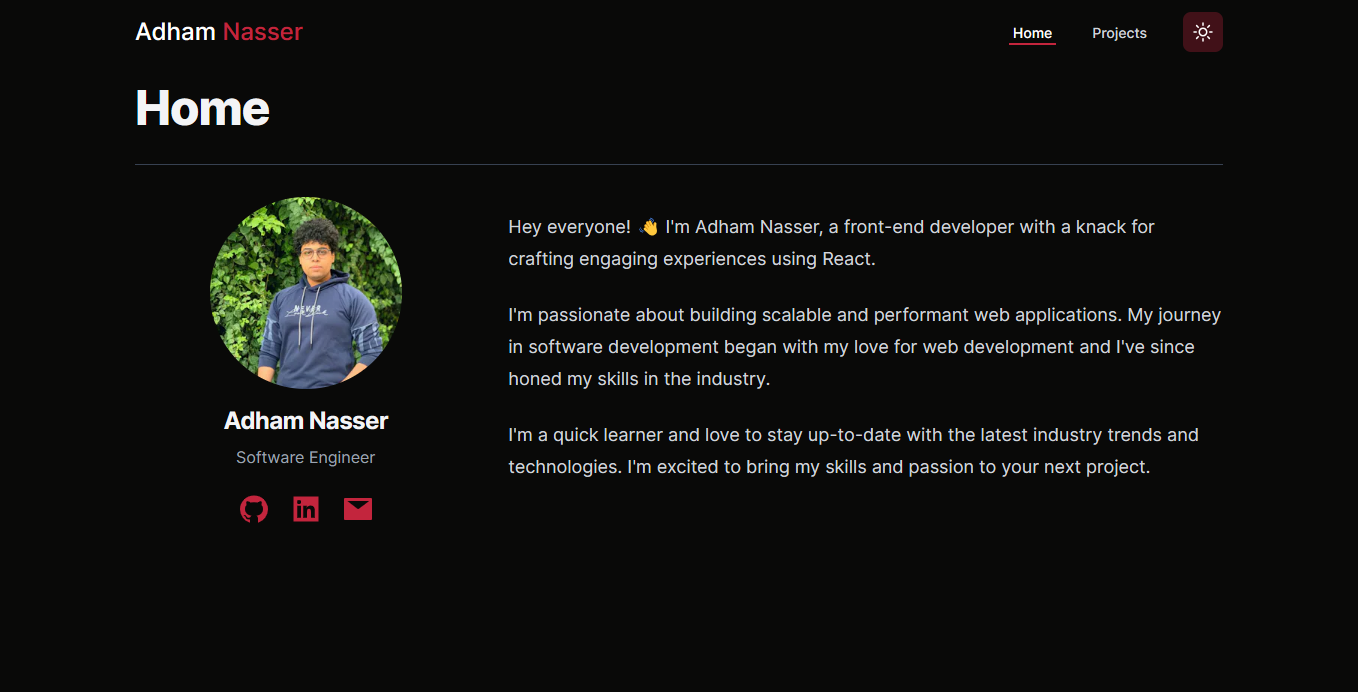 Adham Nasser
Home
Projects
Home
Hey everyone! 👋 I'm Adham Nasser, a front-end developer with a knack for
crafting engaging experiences using React.
I'm passionate about building scalable and performant web applications. My journey
in software development began with my love for web development and I've since
honed my skills in the industry.
I'm a quick learner and love to stay up-to-date with the latest industry trends and
technologies. I'm excited to bring my skills and passion to your next project.
Adham Nasser
Software Engineer
in